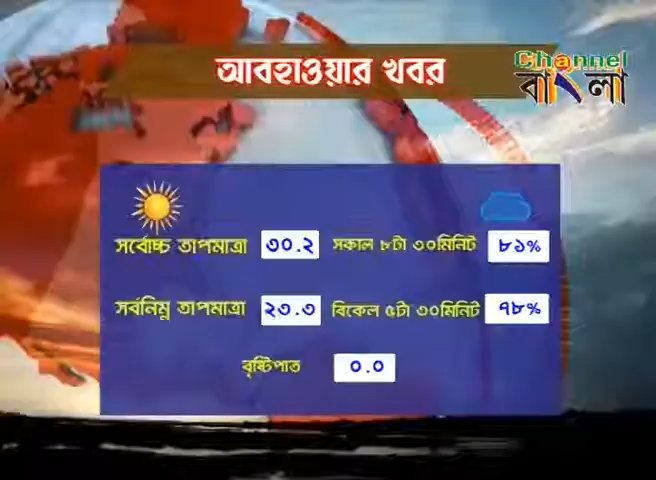 আবহাওয়ার খবর
Channel
বাংলা
সর্বোচ্চ তাপমাত্রা ৩০.২ সকাল ৮টা ৩০মিনিট ৮১%
সর্বনিম্ন তাপমাত্রা ২৩.৩ বিকেল ৫টা ৩০মিনিট ৭৮%
বৃষ্টিপাত ০.০